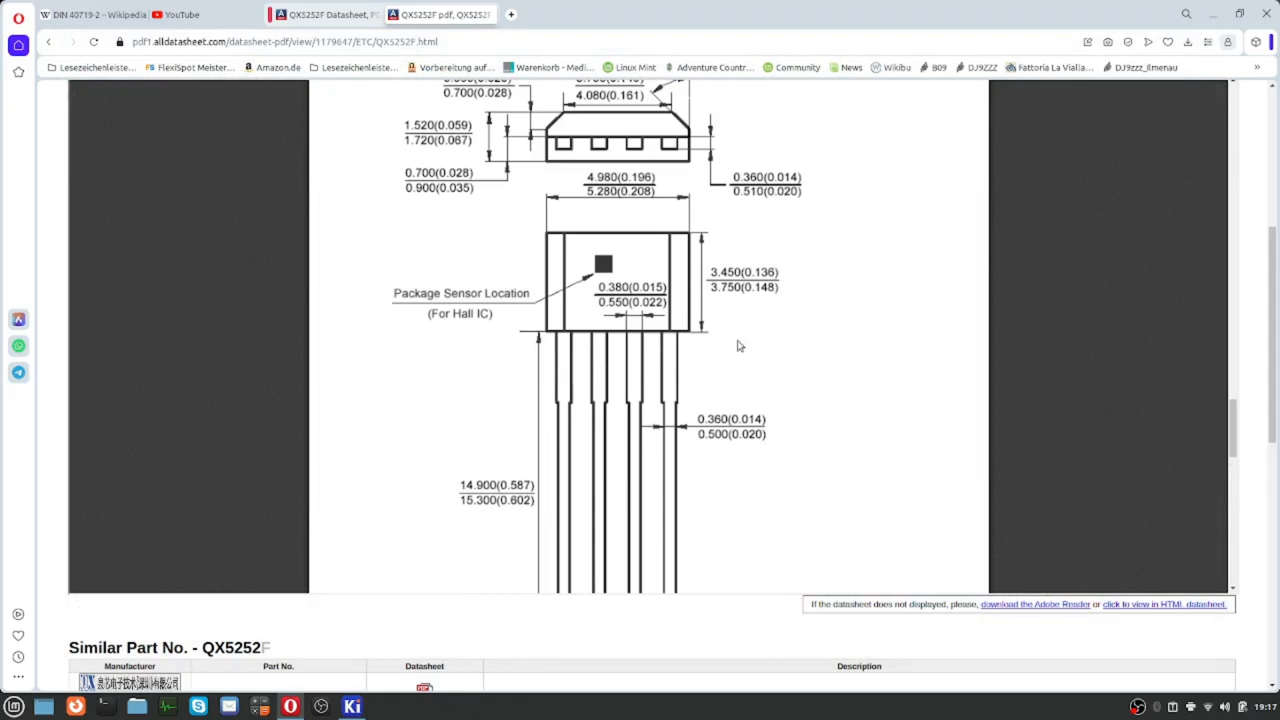 DIN 40719-2 – Wikipedia
YouTube
QX5252F Datasheet, P
QX5252F pdf, QX5252F
pdf1.alldatasheet.com/datasheet-pdf/view/1179647/ETC/QX5252F.html
Lesezeichenleiste...
FlexiSpot Meister...
Amazon.de
Lesezeichenleiste...
Vorbereitung auf...
Warenkorb – Medi...
Linux Mint
Adventure Countr...
Community
News
Wikibu
B09
DJ9ZZZ
Fattoria La Vialla...
DJ9zzz_Ilmenau
»
0.700(0.028)
4.080(0.161)
1.520(0.059)
1.720(0.067)
0.700(0.028)
0.900(0.035)
4.980(0.196)
5.280(0.208)
0.360(0.014)
0.510(0.020)
3.450(0.136)
3.750(0.148)
0.380(0.015)
0.550(0.022)
Package Sensor Location
(For Hall IC)
0.360(0.014)
0.500(0.020)
14.900(0.587)
15.300(0.602)
If the datasheet does not displayed, please, download the Adobe Reader or click to view in HTML datasheet.
Similar Part No. - QX5252F
Manufacturer
Part No.
Datasheet
Description
Ki
19:17